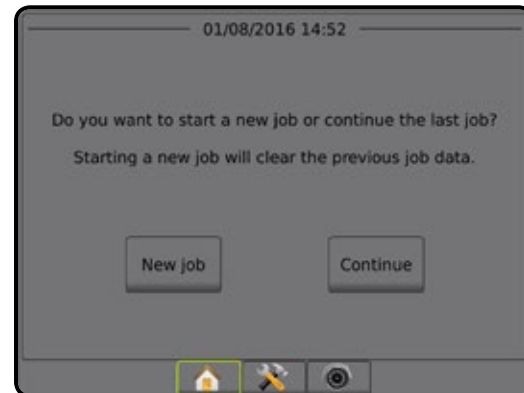 01/08/2016 14:52
Do you want to start a new job or continue the last job?
Starting a new job will clear the previous job data.
New job Continue